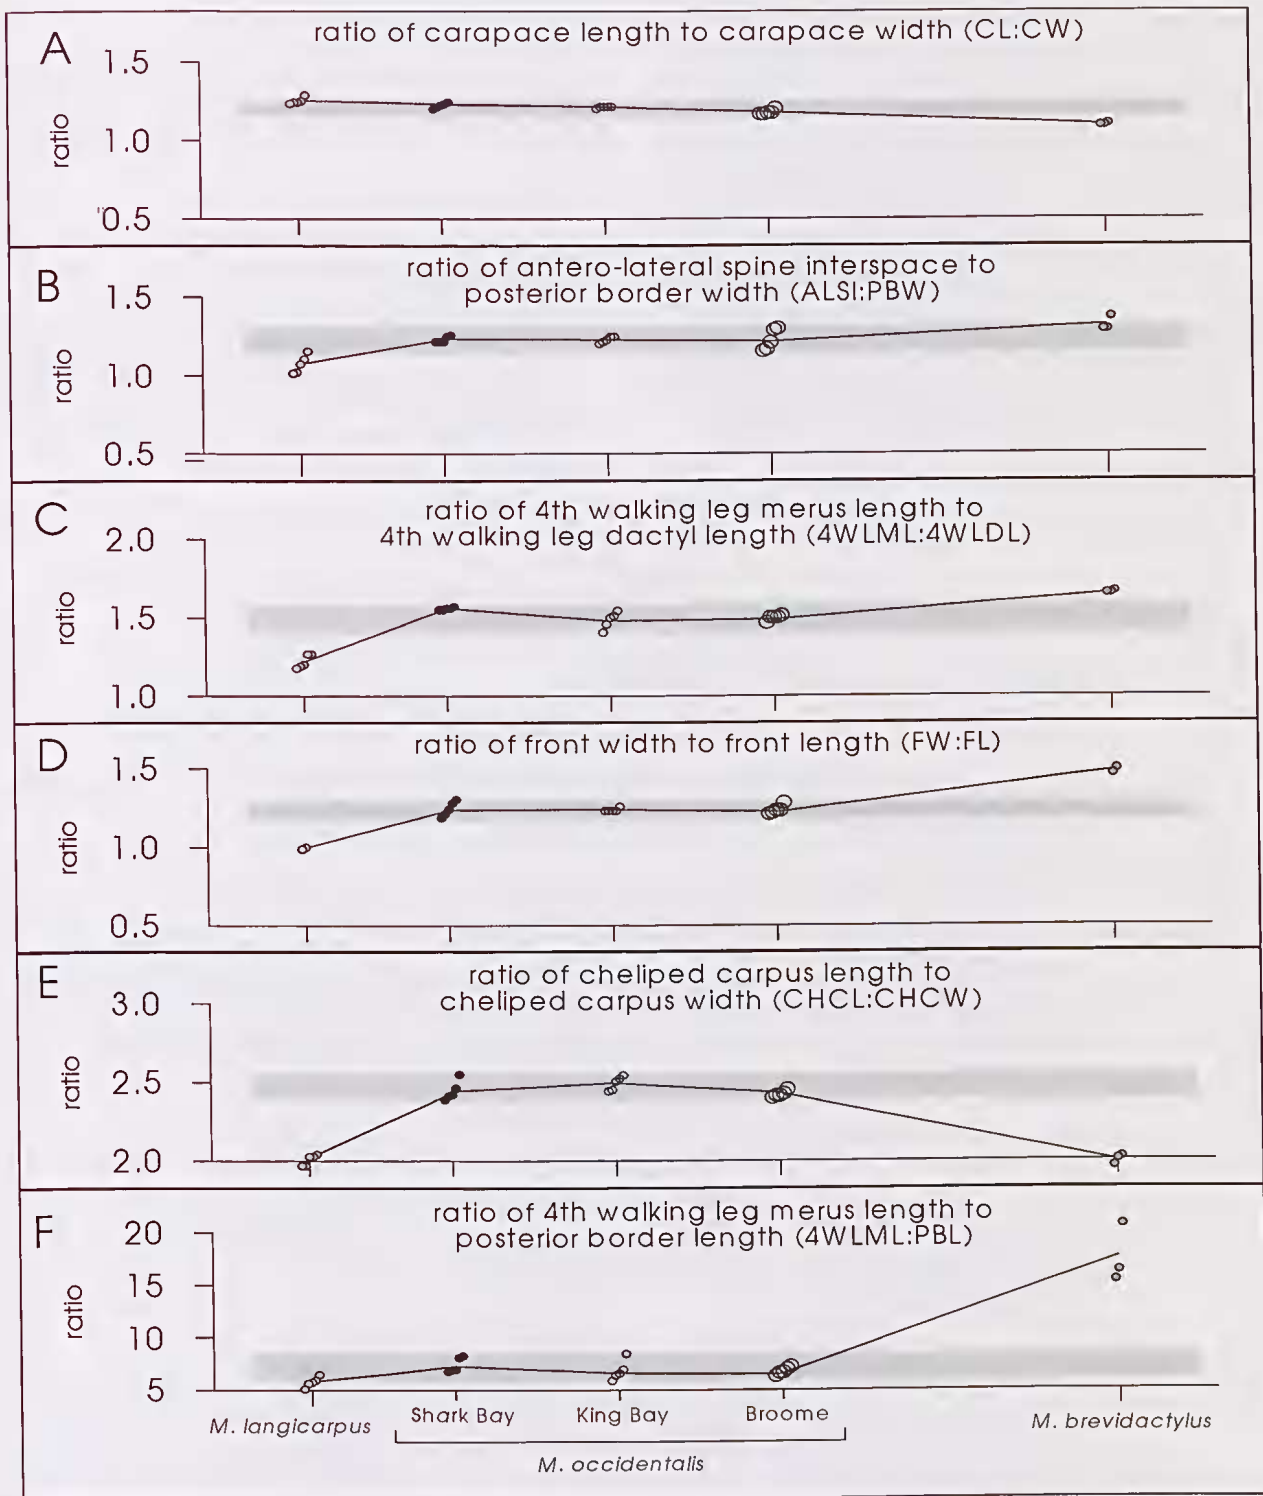 A
ratio of carapace length to carapace width (CL:CW)
1.5
1.0
0.5
ratio
B
ratio of antero-lateral spine interspace to
posterior border width (ALSI:PBW)
1.5
1.0
0.5
ratio
C
ratio of 4th walking leg merus length to
4th walking leg dactyl length (4WLML:4WLDL)
2.0
1.5
1.0
ratio
D
ratio of front width to front length (FW:FL)
1.5
1.0
0.5
ratio
E
ratio of cheliped carpus length to
cheliped carpus width (CHCL:CHCW)
3.0
2.5
2.0
ratio
F
ratio of 4th walking leg merus length to
posterior border length (4WLML:PBL)
20
15
10
5
ratio
M. langicarpus
Shark Bay
King Bay
Broome
M. brevidactylus
M. occidentalis